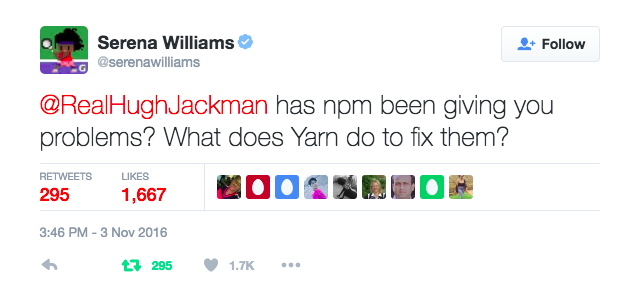 Serena Williams
@serenawilliams
Follow
@RealHughJackman has npm been giving you
problems? What does Yarn do to fix them?
RETWEETS LIKES
295 1,667
3:46 PM - 3 Nov 2016
295 1.7K